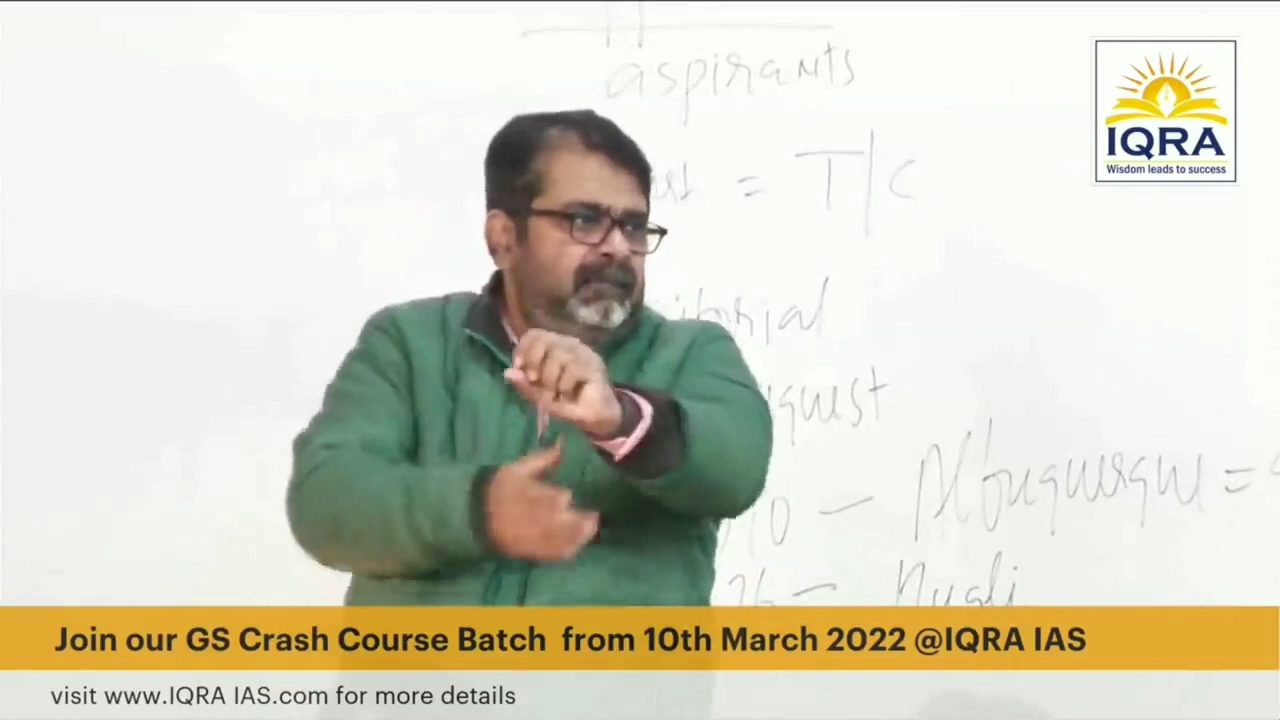 aspirants
IQRA
Wisdom leads to success
= T/C
Albuquerque =
Join our GS Crash Course Batch from 10th March 2022 @IQRA IAS
visit www.IQRA IAS.com for more details